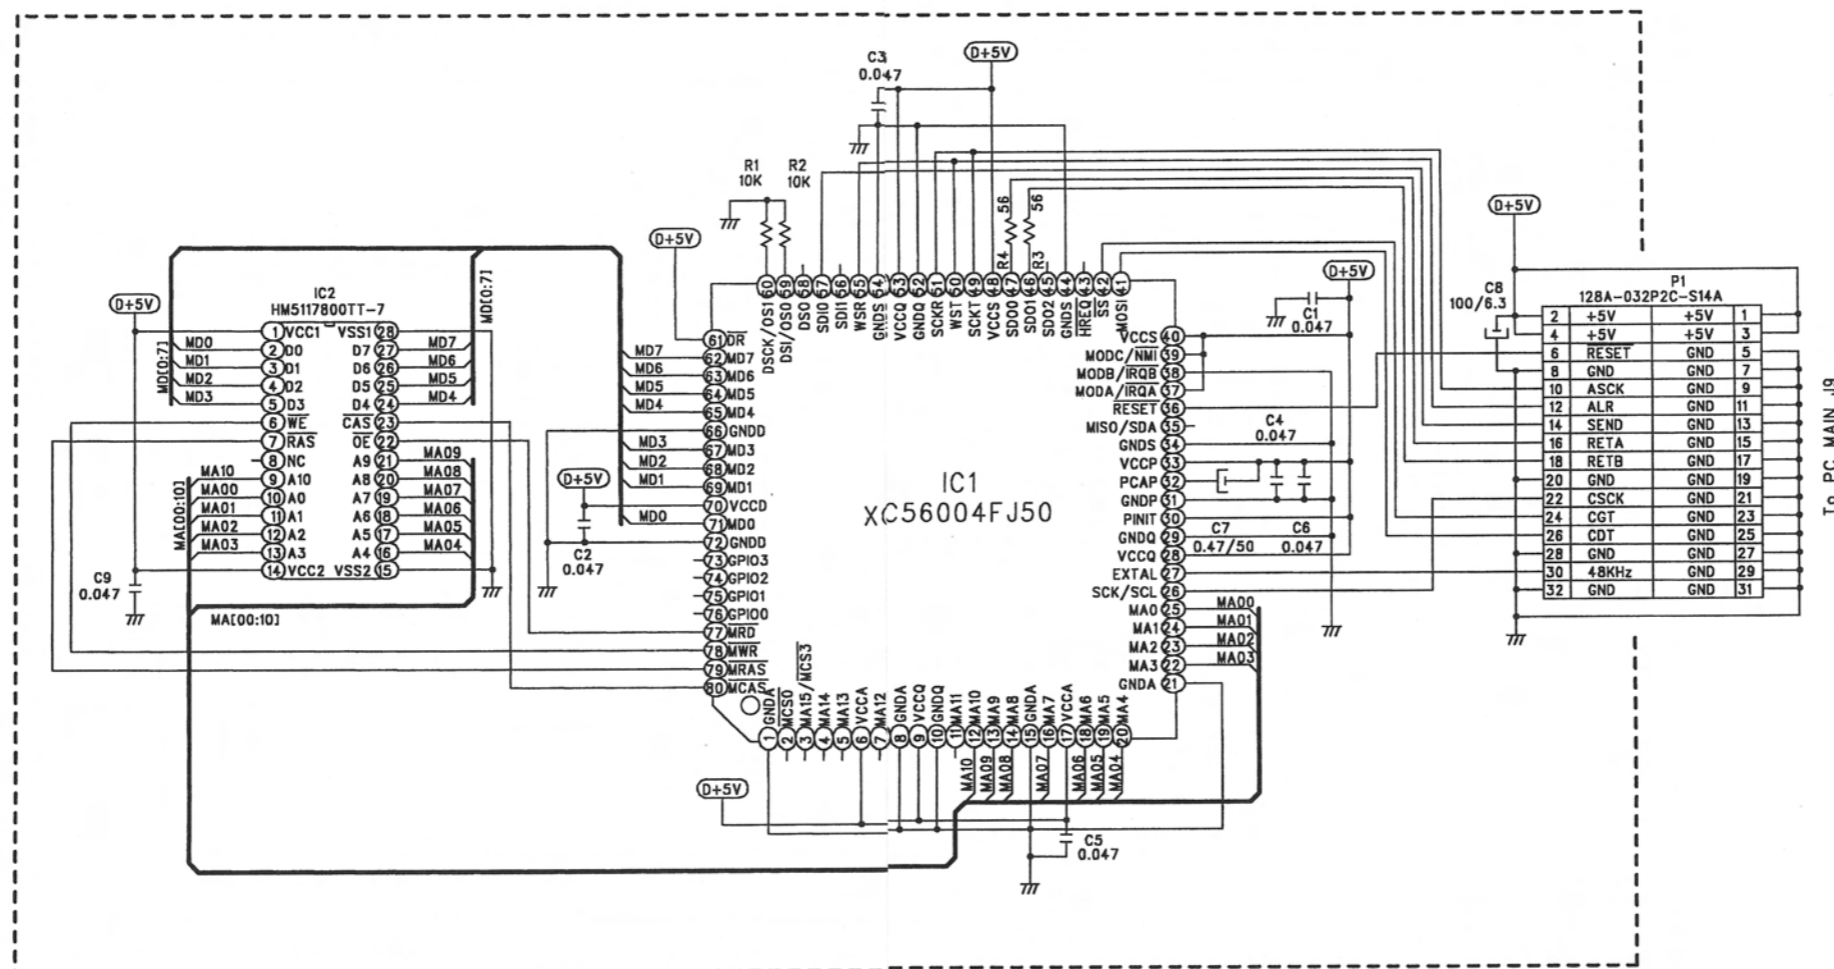 C3
0.047
D+5V
R1
10K
R2
10K
56
56
R4
R3
D+5V
D+5V
D+5V
IC2
HM5117800TT-7
D+5V
MD[0:7]
MD[0:7]
1 VCC1 VSS1 28
MD0 2 D0 D7 27 MD7
MD1 3 D1 D6 26 MD6
MD2 4 D2 D5 25 MD5
MD3 5 D3 D4 24 MD4
6 WE CAS 23
7 RAS OE 22
8 NC A9 21 MA09
MA10 9 A10 A8 20 MA08
MA00 10 A0 A7 19 MA07
MA01 11 A1 A6 18 MA06
MA02 12 A2 A5 17 MA05
MA03 13 A3 A4 16 MA04
14 VCC2 VSS2 15
MA[00:10]
MA[00:10]
C9
0.047
60 59 58 57 56 55 54 53 52 51 50 49 48 47 46 45 44 43 42 41
DSCK/OS1
DSI/OS0
DSO
SDI0
SDI1
WSR
GNDS
VCCQ
GNDQ
SCKR
WST
SCKT
VCCS
SDO0
SDO1
SDO2
GNDS
HREQ
SS
MOSI
61 DR
MD7 62 MD7
MD6 63 MD6
MD5 64 MD5
MD4 65 MD4
66 GNDD
MD3 67 MD3
MD2 68 MD2
MD1 69 MD1
70 VCCD
MD0 71 MD0
72 GNDD
73 GPIO3
74 GPIO2
75 GPIO1
76 GPIO0
77 MRD
78 MWR
79 MRAS
80 MCAS
D+5V
C2
0.047
IC1
XC56004FJ50
VCCS 40
MODC/NMI 39
MODB/IRQB 38
MODA/IRQA 37
RESET 36
MISO/SDA 35
GNDS 34
VCCP 33
PCAP 32
GNDP 31
PINIT 30
GNDQ 29
VCCQ 28
EXTAL 27
SCK/SCL 26
MA0 25 MA00
MA1 24 MA01
MA2 23 MA02
MA3 22 MA03
GNDA 21
C1
0.047
C4
0.047
C7
0.47/50
C6
0.047
GNDA
MCS0
MA15/MCS3
MA14
MA13
VCCA
MA12
GNDA
VCCQ
GNDQ
MA11
MA10
MA9
MA8
GNDA
MA7
VCCA
MA6
MA5
MA4
1 2 3 4 5 6 7 8 9 10 11 12 13 14 15 16 17 18 19 20
MA10
MA09
MA08
MA07
MA06
MA05
MA04
D+5V
C5
0.047
C8
100/6.3
P1
128A-032P2C-S14A
2 +5V +5V 1
4 +5V +5V 3
6 RESET GND 5
8 GND GND 7
10 ASCK GND 9
12 ALR GND 11
14 SEND GND 13
16 RETA GND 15
18 RETB GND 17
20 GND GND 19
22 CSCK GND 21
24 CGT GND 23
26 CDT GND 25
28 GND GND 27
30 48KHz GND 29
32 GND GND 31
To PC MAIN J9